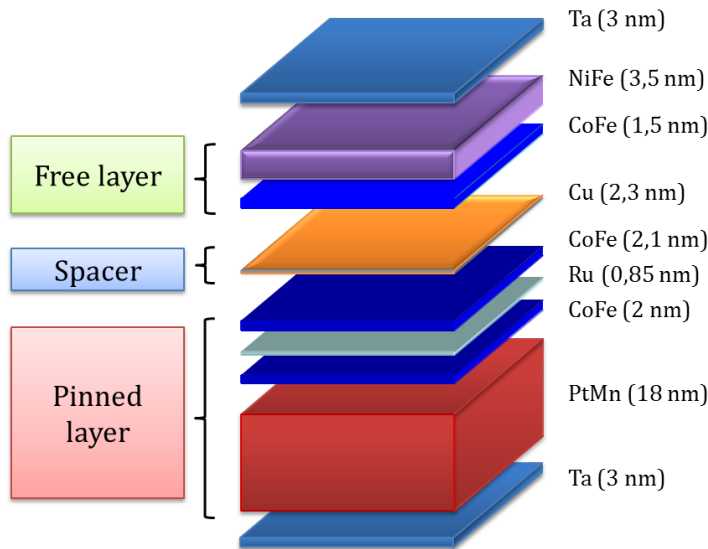 Ta (3 nm)
NiFe (3,5 nm)
CoFe (1,5 nm)
Free layer
Cu (2,3 nm)
CoFe (2,1 nm)
Spacer
Ru (0,85 nm)
CoFe (2 nm)
PtMn (18 nm)
Pinned
layer
Ta (3 nm)